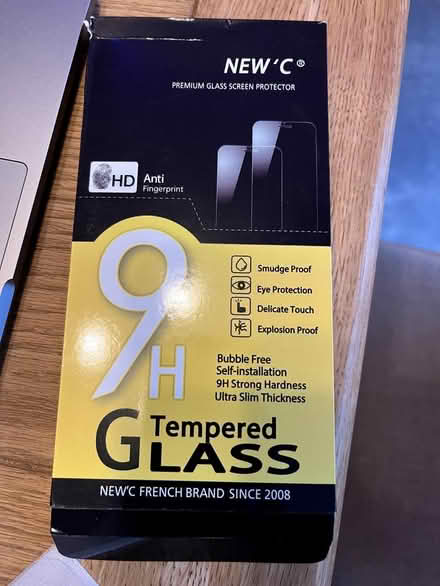 NEW'C®
PREMIUM GLASS SCREEN PROTECTOR
HD
Anti
Fingerprint
9H
Smudge Proof
Eye Protection
Delicate Touch
Explosion Proof
Bubble Free
Self-installation
9H Strong Hardness
Ultra Slim Thickness
Tempered
GLASS
NEW'C FRENCH BRAND SINCE 2008